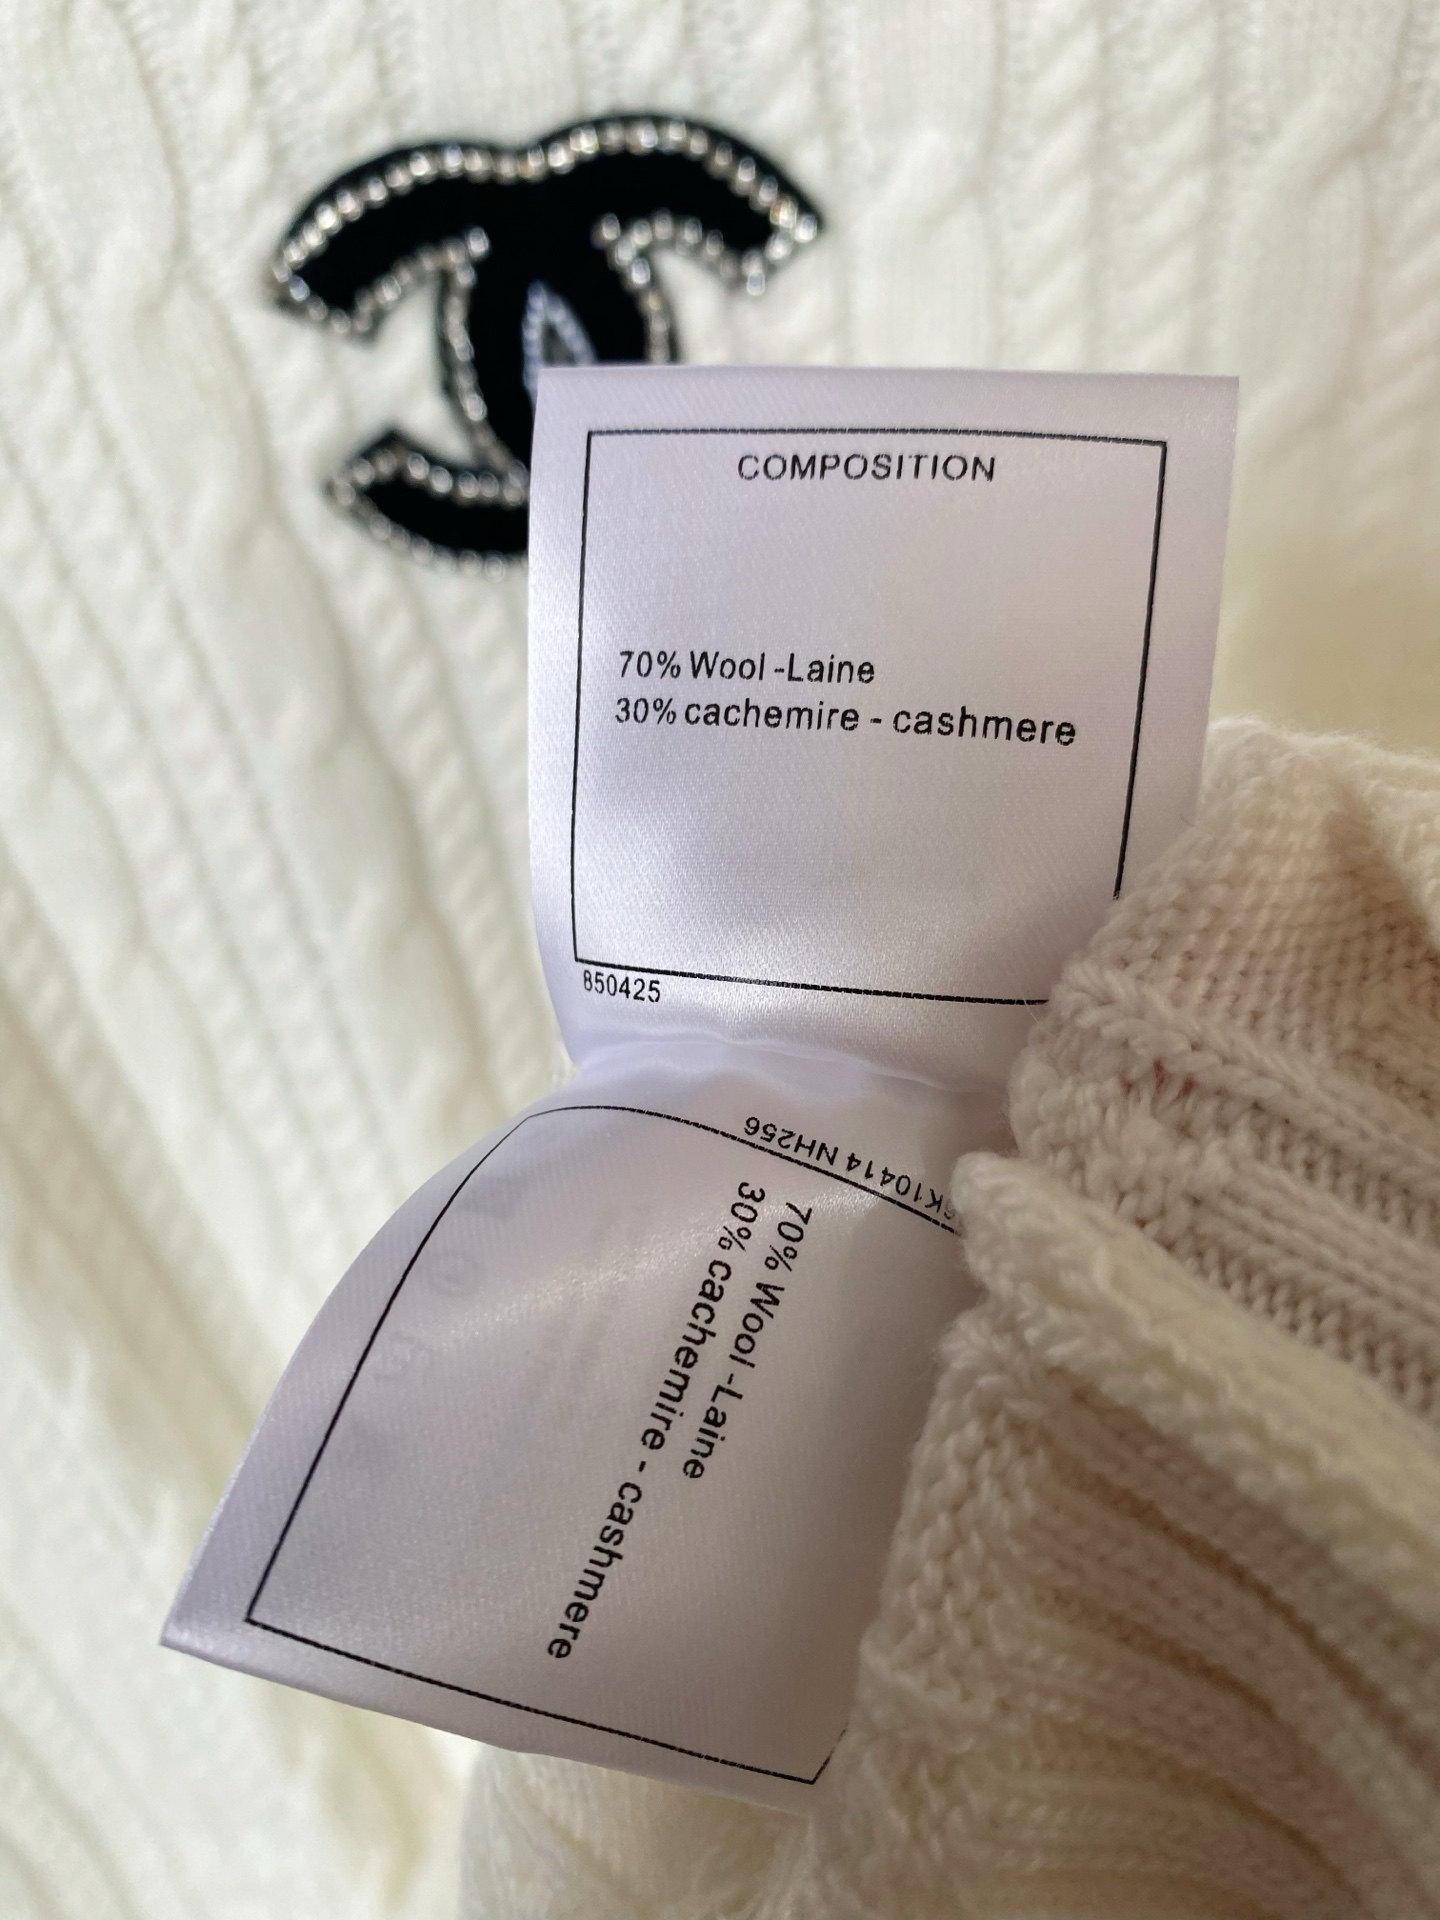 COMPOSITION
70% Wool -Laine
30% cachemire - cashmere
850425
K10414 NH256
70% Wool -Laine
30% cachemire - cashmere